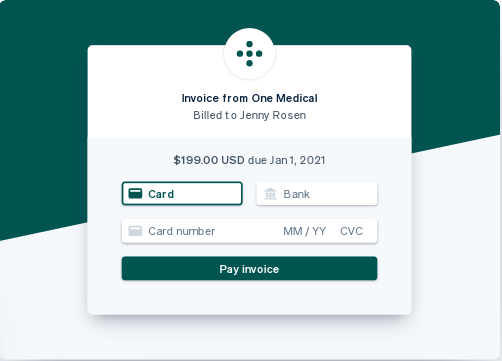 Invoice from One Medical
Billed to Jenny Rosen
$199.00 USD due Jan 1, 2021
Card Bank
Card number MM / YY CVC
Pay invoice